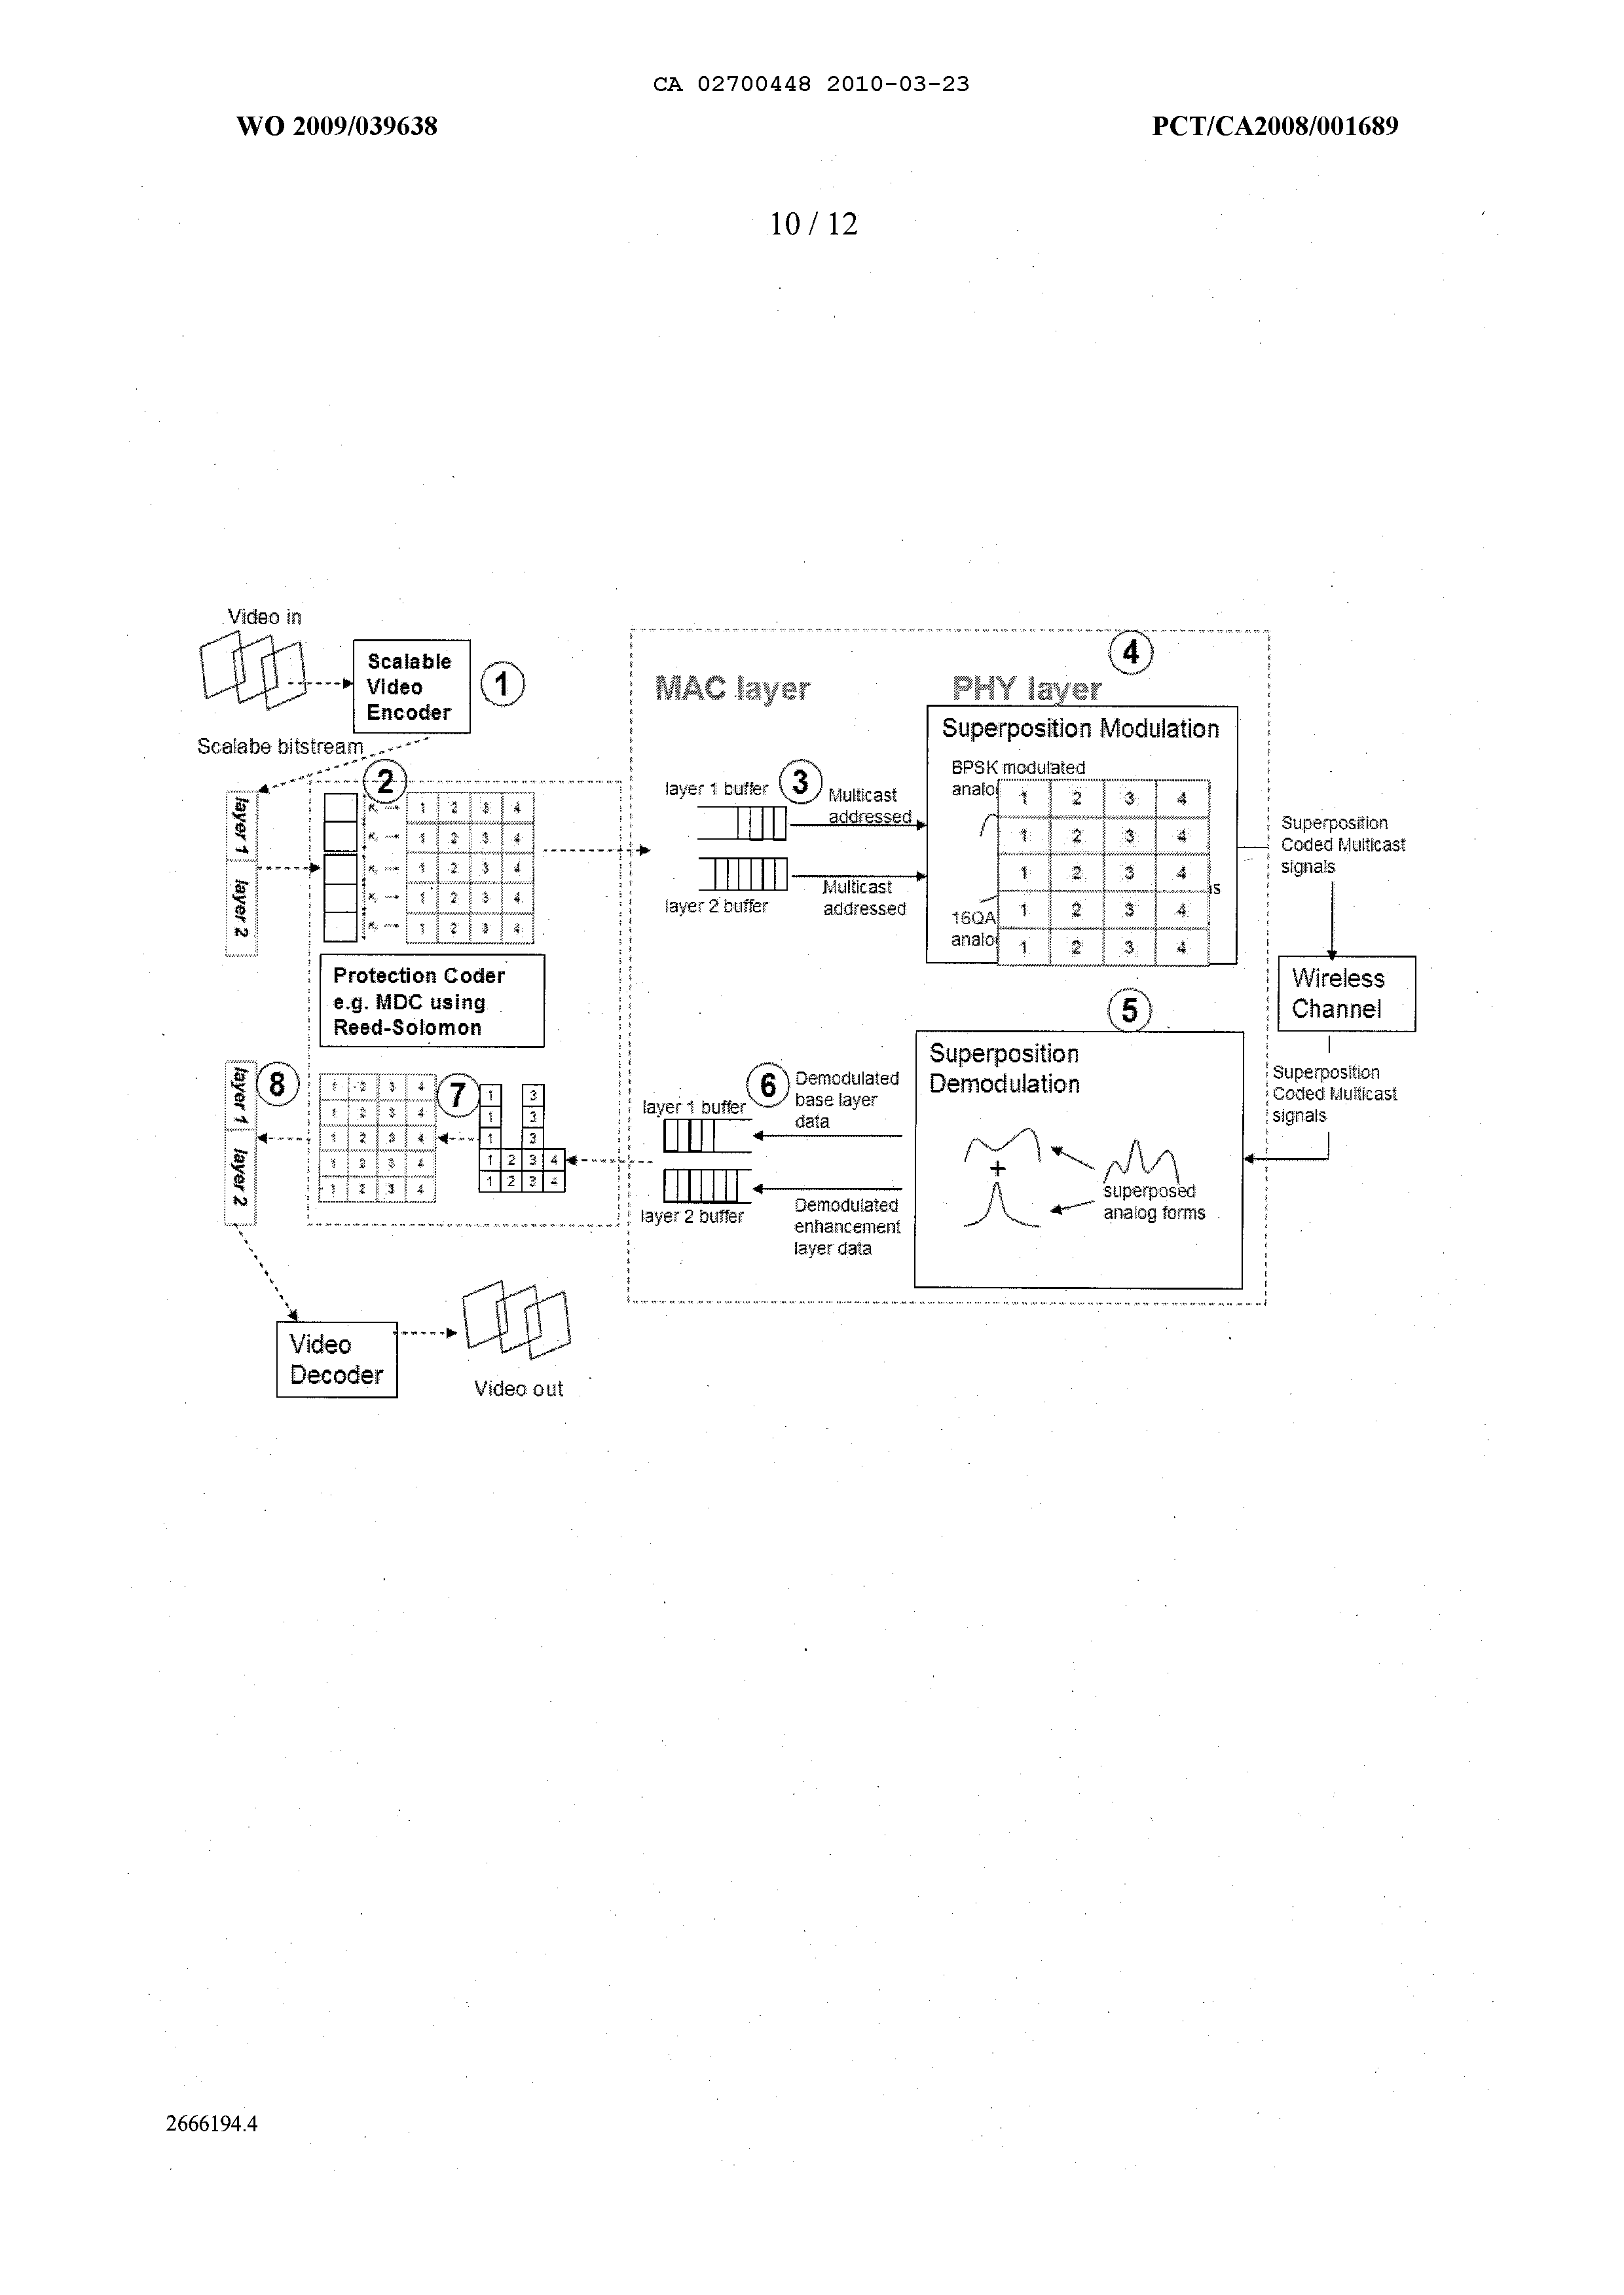 CA 02700448 2010-03-23
WO 2009/039638
PCT/CA2008/001689
10 / 12
Video in
Scalable
Video
Encoder
1
Scalabe bitstream
layer 1
layer 2
2
1 2 3 4
1 2 3 4
1 2 3 4
1 2 3 4
1 2 3 4
Protection Coder
e.g. MDC using
Reed-Solomon
MAC layer
PHY layer
4
layer 1 buffer
3
Multicast
addressed
layer 2 buffer
Multicast
addressed
Superposition Modulation
BPSK modulated
analo
16QA
analo
s
1 2 3 4
1 2 3 4
1 2 3 4
1 2 3 4
1 2 3 4
Superposition
Coded Multicast
signals
Wireless
Channel
Superposition
Coded Multicast
signals
5
Superposition
Demodulation
+
superposed
analog forms
6
Demodulated
base layer
data
layer 1 buffer
layer 2 buffer
Demodulated
enhancement
layer data
7
1 3
1 3
1 3
1 2 3 4
1 2 3 4
1 2 3 4
1 2 3 4
1 2 3 4
1 2 3 4
1 2 3 4
8
layer 1
layer 2
Video
Decoder
Video out
2666194.4